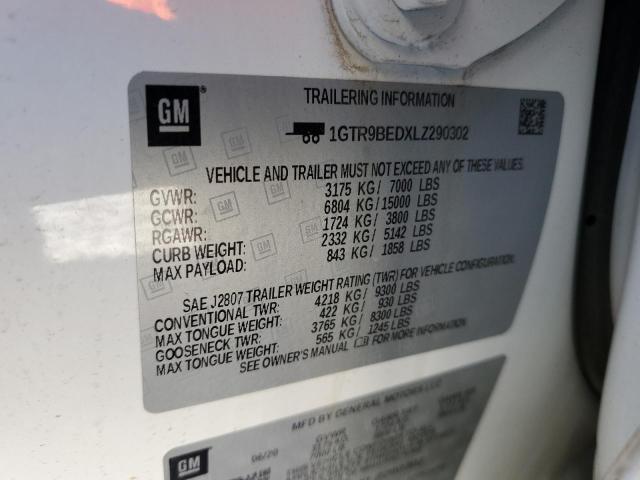 GM
TRAILERING INFORMATION
1GTR9BEDXLZ290302
VEHICLE AND TRAILER MUST NOT EXCEED ANY OF THESE VALUES.
GVWR: 3175 KG/ 7000 LBS
GCWR: 6804 KG/15000 LBS
RGAWR: 1724 KG/ 3800 LBS
CURB WEIGHT: 2332 KG/ 5142 LBS
MAX PAYLOAD: 843 KG/ 1858 LBS
SAE J2807 TRAILER WEIGHT RATING (TWR) FOR VEHICLE CONFIGURATION.
CONVENTIONAL TWR: 4218 KG/ 9300 LBS
MAX TONGUE WEIGHT: 422 KG/ 930 LBS
GOOSENECK TWR: 3765 KG/ 8300 LBS
MAX TONGUE WEIGHT: 565 KG/ 1245 LBS
SEE OWNER'S MANUAL FOR MORE INFORMATION
GM
MFD BY GENERAL MOTORS LLC
06/20 GVWR